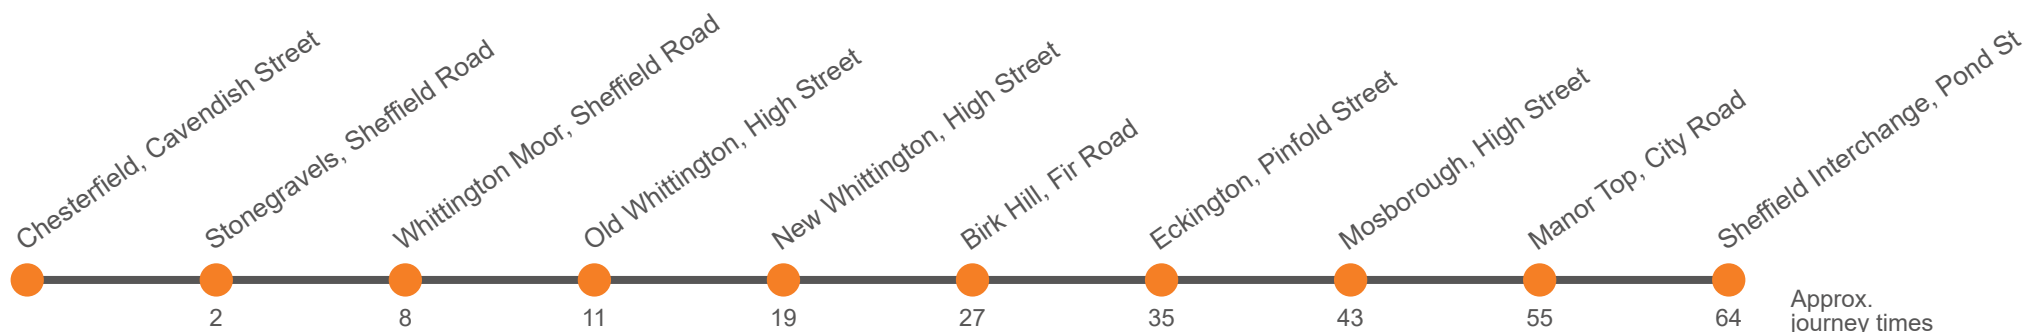 Chesterfield, Cavendish Street
Stonegravels, Sheffield Road
Whittington Moor, Sheffield Road
Old Whittington, High Street
New Whittington, High Street
Birk Hill, Fir Road
Eckington, Pinfold Street
Mosborough, High Street
Manor Top, City Road
Sheffield Interchange, Pond St
2
8
11
19
27
35
43
55
64
Approx.
journey times